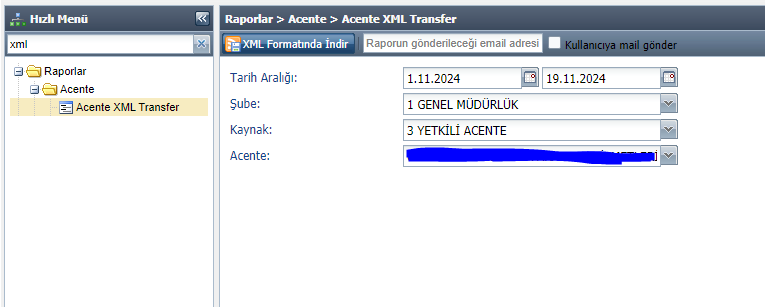 Hızlı Menü
xml
Raporlar
Acente
Acente XML Transfer
Raporlar > Acente > Acente XML Transfer
XML Formatında İndir Raporun gönderileceği email adresi Kullanıcıya mail gönder
Tarih Aralığı: 1.11.2024 19.11.2024
Şube: 1 GENEL MÜDÜRLÜK
Kaynak: 3 YETKİLİ ACENTE
Acente: